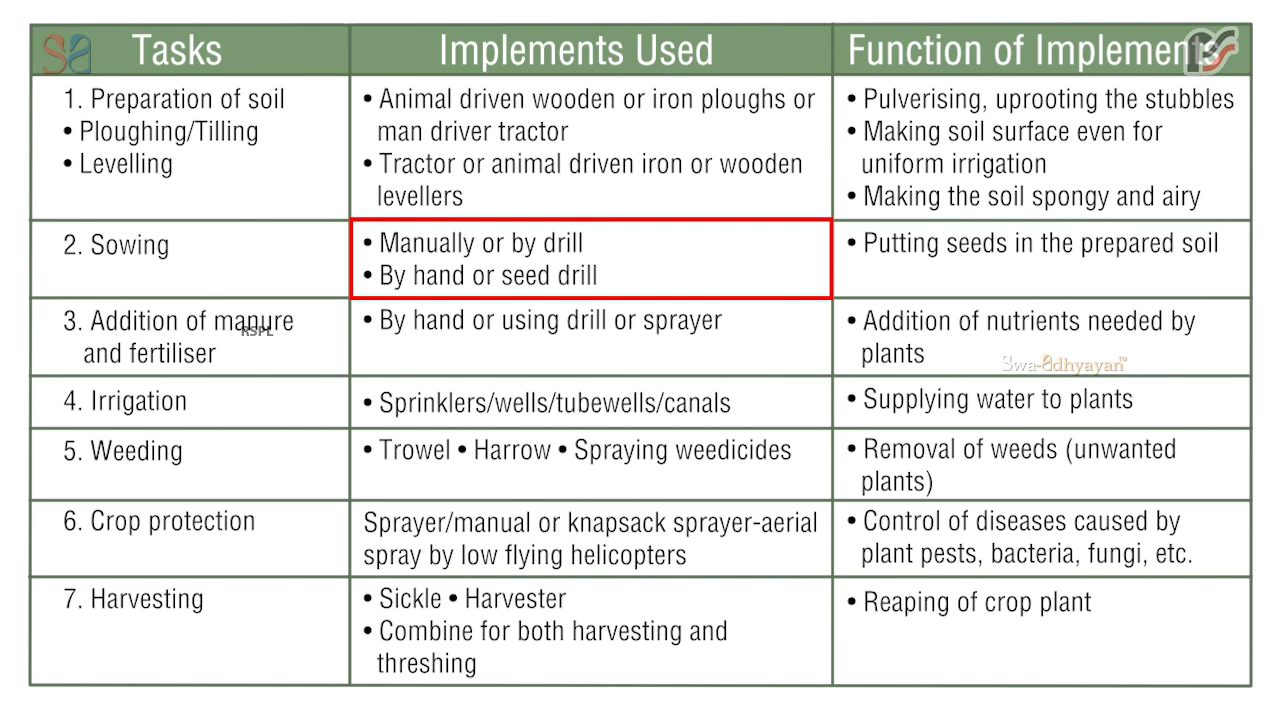 sa
Tasks
Implements Used
Function of Implements
1. Preparation of soil
• Ploughing/Tilling
• Levelling
• Animal driven wooden or iron ploughs or
man driver tractor
• Tractor or animal driven iron or wooden
levellers
• Pulverising, uprooting the stubbles
• Making soil surface even for
uniform irrigation
• Making the soil spongy and airy
2. Sowing
• Manually or by drill
• By hand or seed drill
• Putting seeds in the prepared soil
3. Addition of manure
and fertiliser
RSPL
• By hand or using drill or sprayer
• Addition of nutrients needed by
plants
Swa-adhyayan™
4. Irrigation
• Sprinklers/wells/tubewells/canals
• Supplying water to plants
5. Weeding
• Trowel • Harrow • Spraying weedicides
• Removal of weeds (unwanted
plants)
6. Crop protection
Sprayer/manual or knapsack sprayer-aerial
spray by low flying helicopters
• Control of diseases caused by
plant pests, bacteria, fungi, etc.
7. Harvesting
• Sickle • Harvester
• Combine for both harvesting and
threshing
• Reaping of crop plant